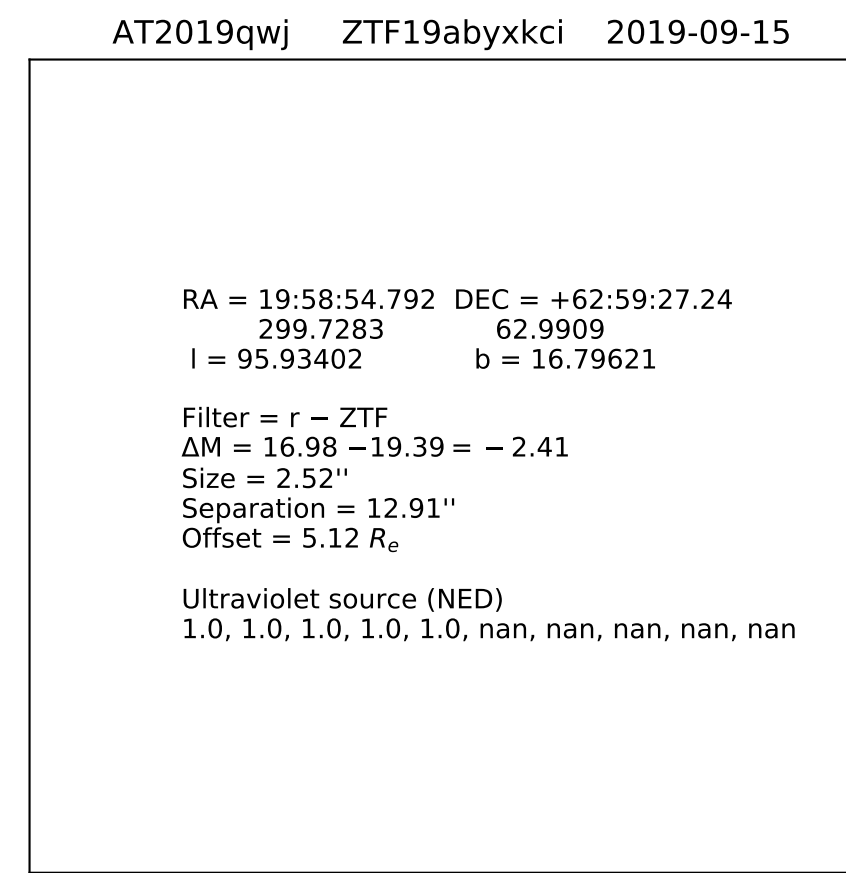 AT2019qwj ZTF19abyxkci 2019-09-15
RA = 19:58:54.792 DEC = +62:59:27.24
299.7283 62.9909
l = 95.93402 b = 16.79621
Filter = r − ZTF
ΔM = 16.98 −19.39 = − 2.41
Size = 2.52''
Separation = 12.91''
Offset = 5.12 Re
Ultraviolet source (NED)
1.0, 1.0, 1.0, 1.0, 1.0, nan, nan, nan, nan, nan